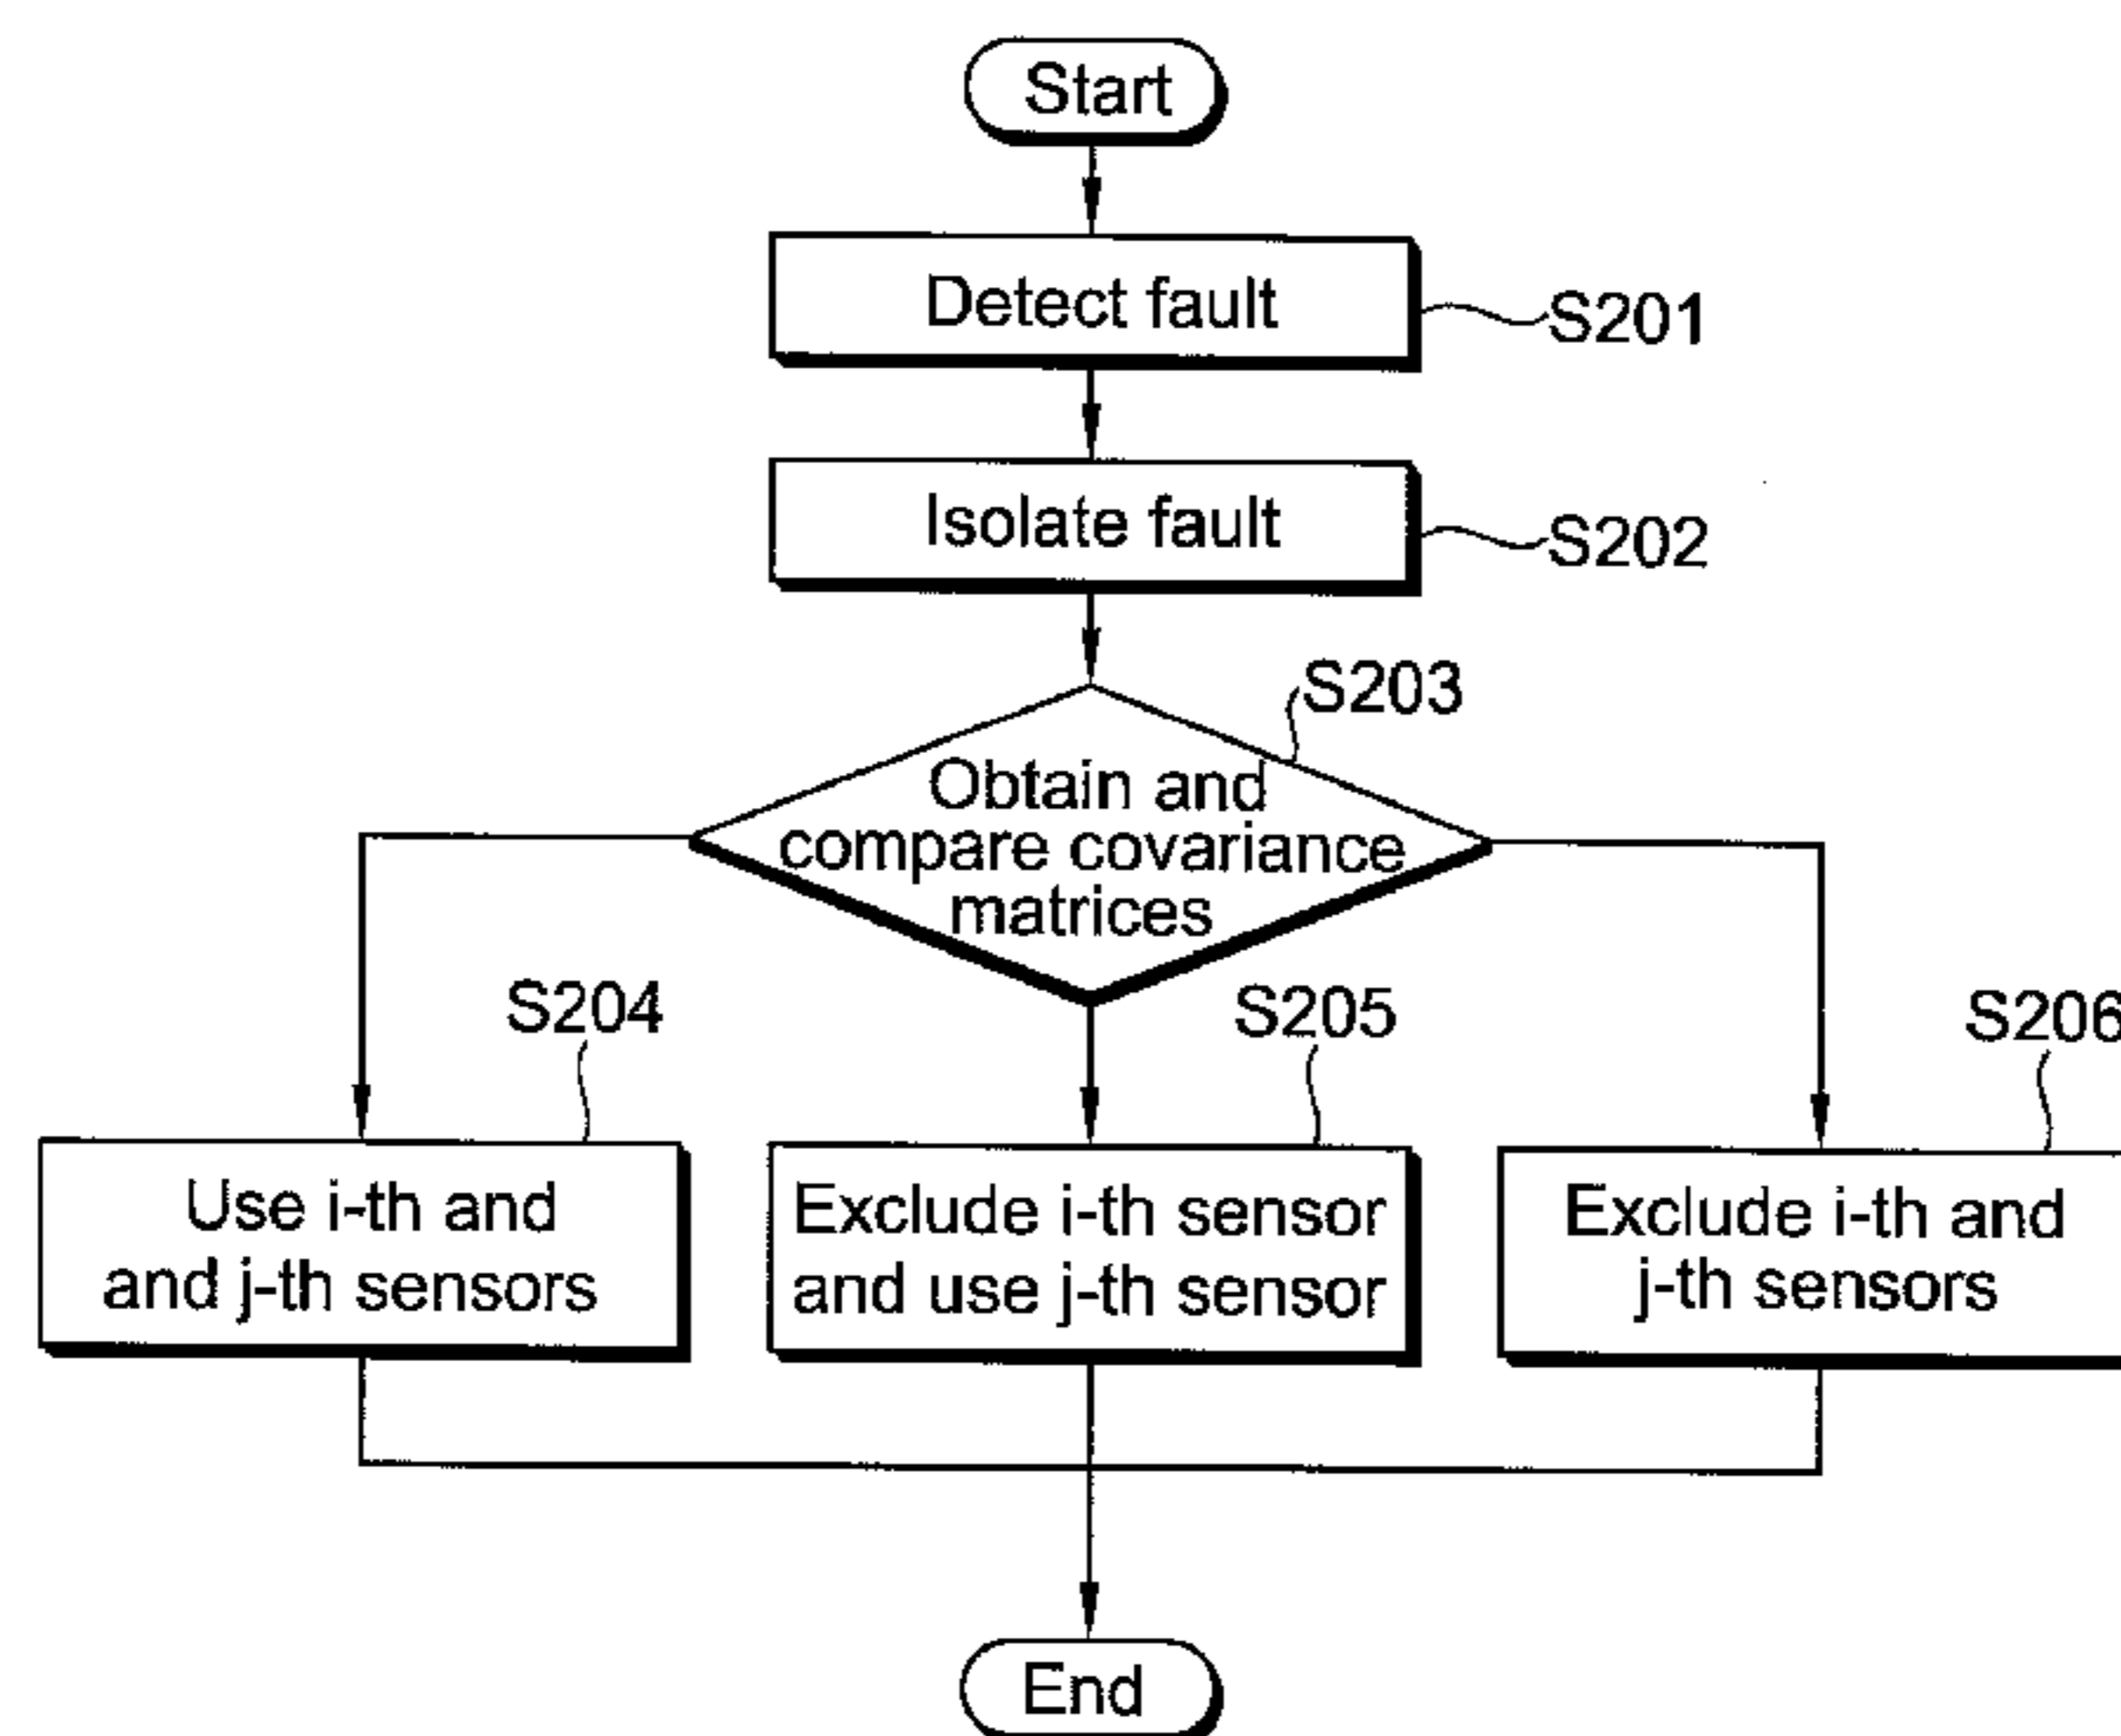 Start
Detect fault
S201
Isolate fault
S202
S203
Obtain and
compare covariance
matrices
S204
S205
S206
Use i-th and
and j-th sensors
Exclude i-th sensor
and use j-th sensor
Exclude i-th and
j-th sensors
End